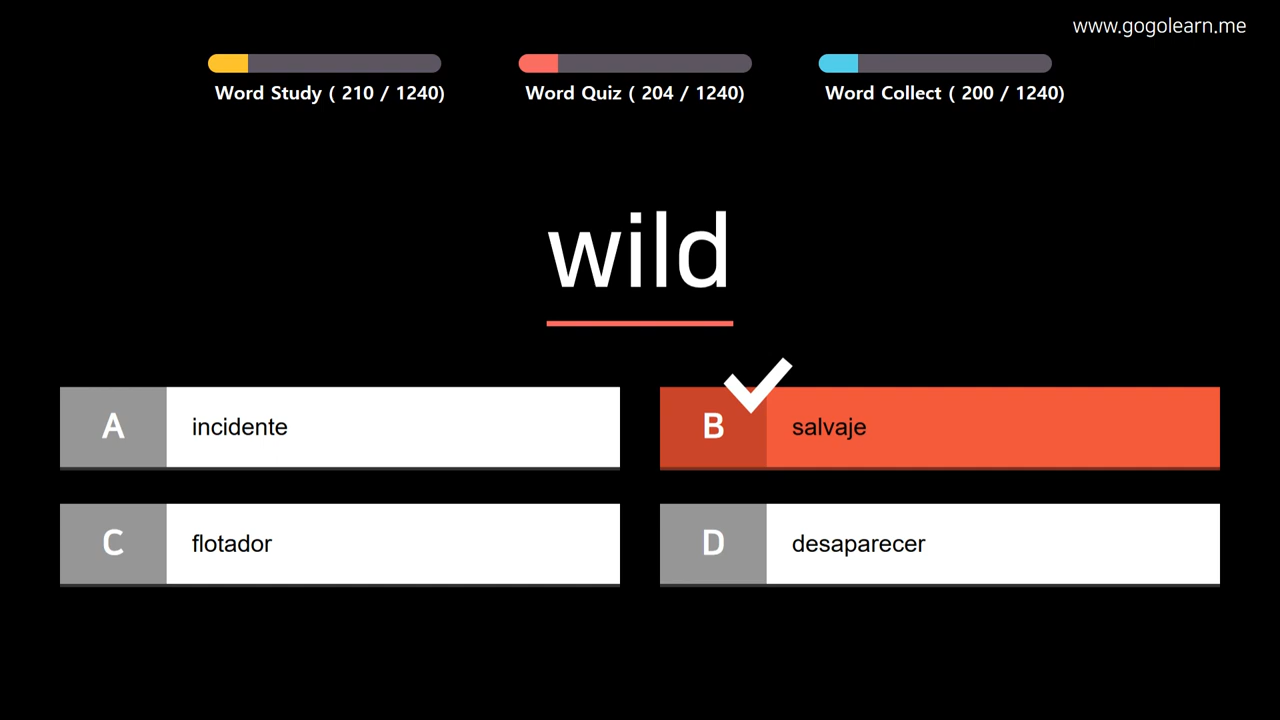 www.gogolearn.me
Word Study ( 210 / 1240)
Word Quiz ( 204 / 1240)
Word Collect ( 200 / 1240)
wild
A incidente
B salvaje
C flotador
D desaparecer